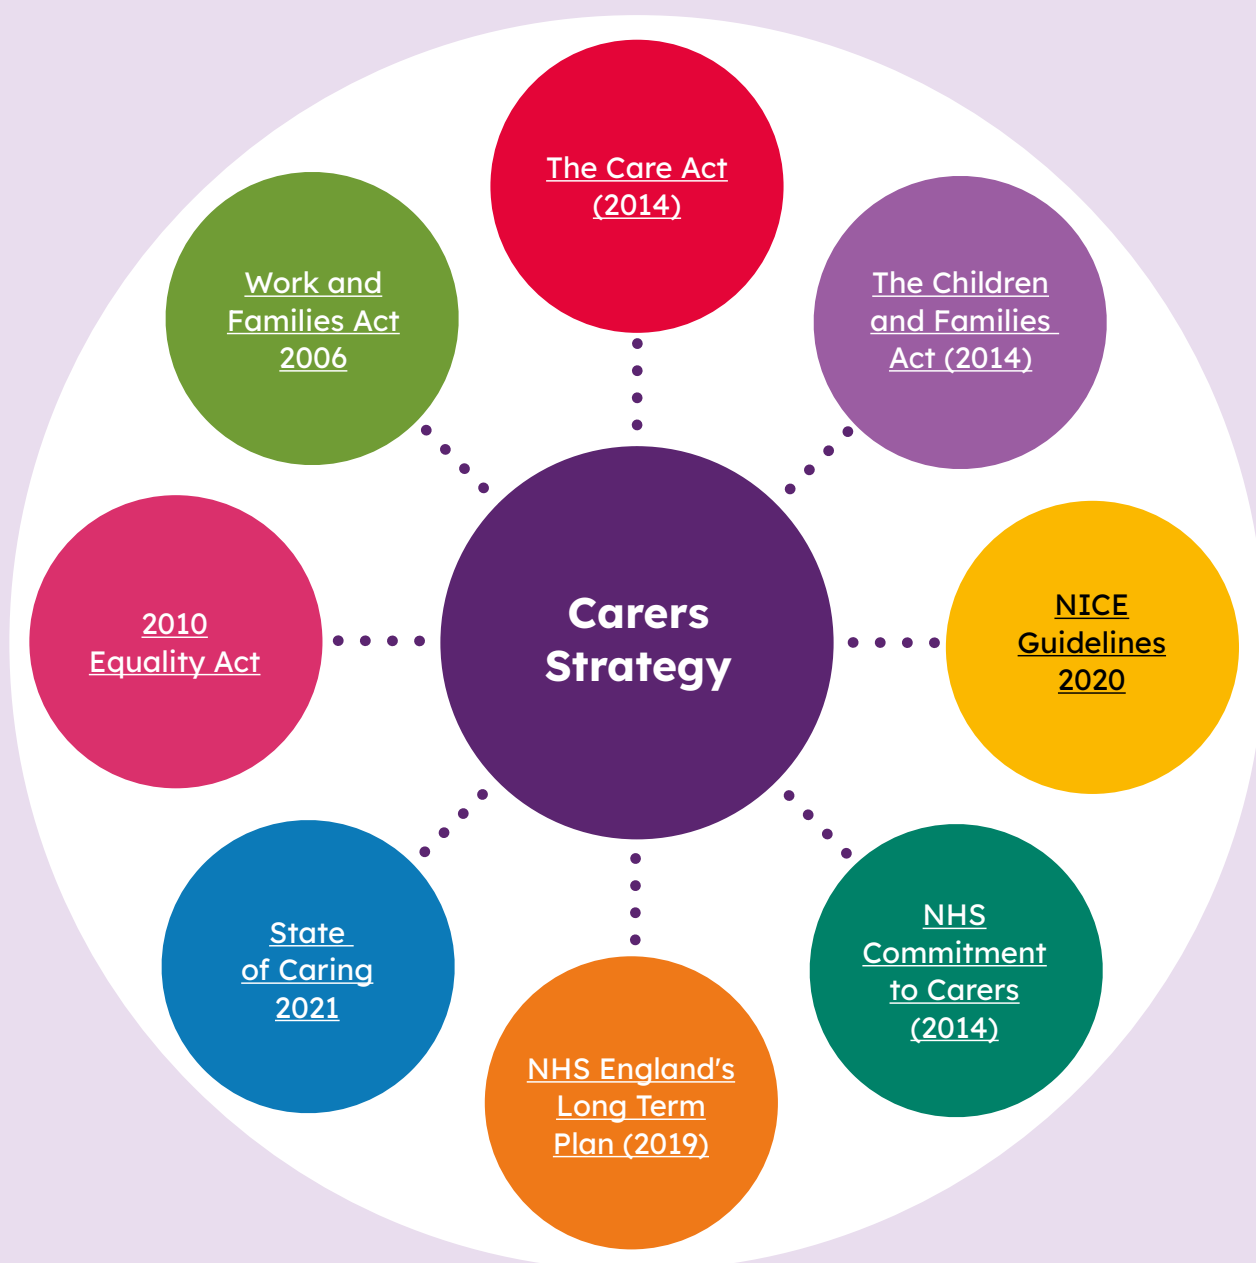 The Care Act
(2014)
Work and
Families Act
2006
The Children
and Families
Act (2014)
Carers
Strategy
2010
Equality Act
NICE
Guidelines
2020
State
of Caring
2021
NHS
Commitment
to Carers
(2014)
NHS England's
Long Term
Plan (2019)